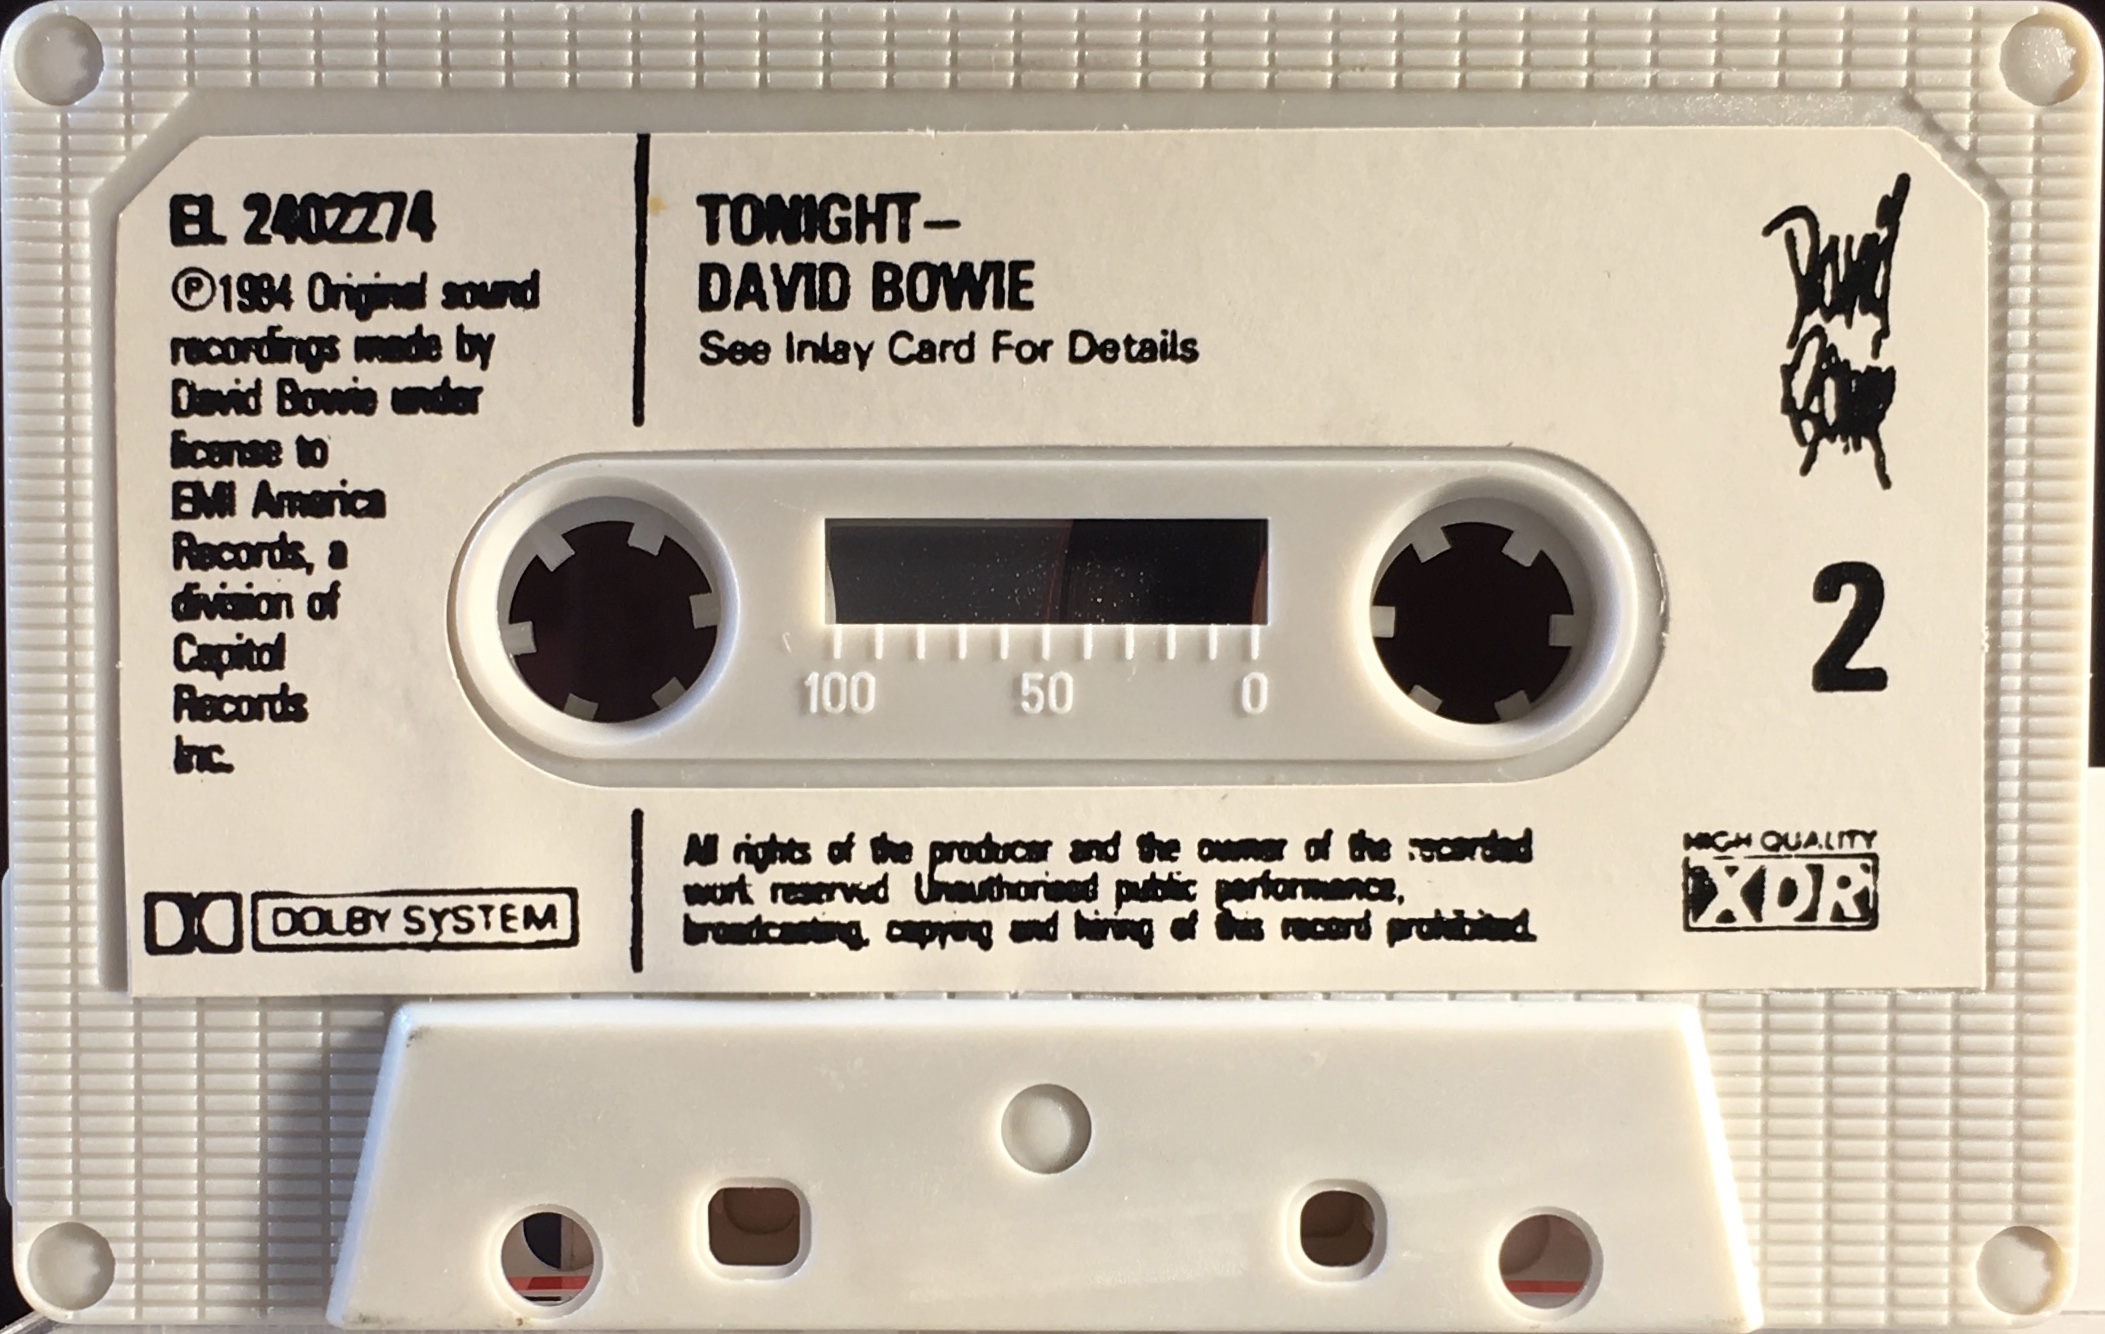 EL 2402274
Ⓟ1984 Original sound
recordings made by
David Bowie under
license to
EMI America
Records, a
division of
Capitol
Records
Inc.
TONIGHT–
DAVID BOWIE
See Inlay Card For Details
David
Bowie
2
100 50 0
DOLBY SYSTEM
All rights of the producer and the owner of the recorded
work reserved Unauthorised public performance,
broadcasting, copying and hiring of this record prohibited.
HIGH QUALITY
XDR